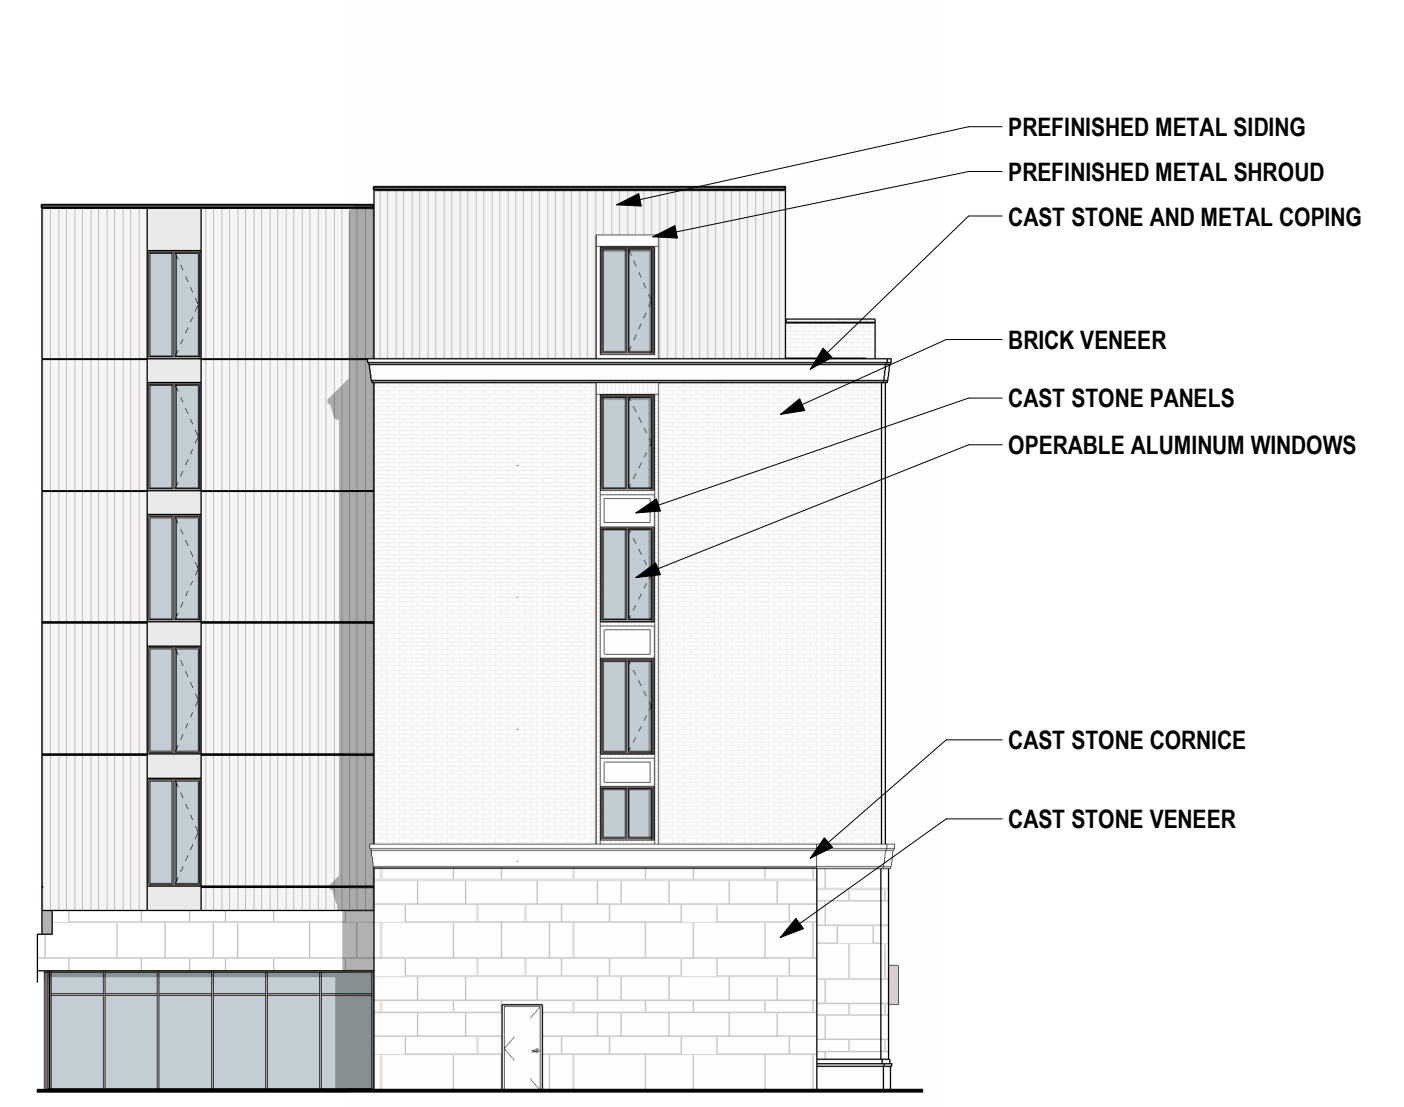 PREFINISHED METAL SIDING
PREFINISHED METAL SHROUD
CAST STONE AND METAL COPING
BRICK VENEER
CAST STONE PANELS
OPERABLE ALUMINUM WINDOWS
CAST STONE CORNICE
CAST STONE VENEER